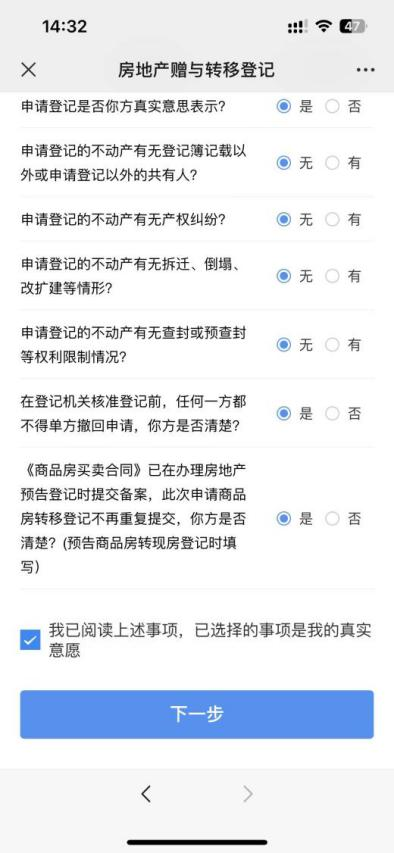 14:32
47
房地产赠与转移登记
申请登记是否你方真实意思表示?
是 否
申请登记的不动产有无登记簿记载以
外或申请登记以外的共有人?
无 有
申请登记的不动产有无产权纠纷?
无 有
申请登记的不动产有无拆迁、倒塌、
改扩建等情形?
无 有
申请登记的不动产有无查封或预查封
等权利限制情况?
无 有
在登记机关核准登记前，任何一方都
不得单方撤回申请，你方是否清楚?
是 否
《商品房买卖合同》已在办理房地产
预告登记时提交备案，此次申请商品
房转移登记不再重复提交，你方是否
清楚？(预告商品房转现房登记时填
写)
是 否
我已阅读上述事项，已选择的事项是我的真实
意愿
下一步